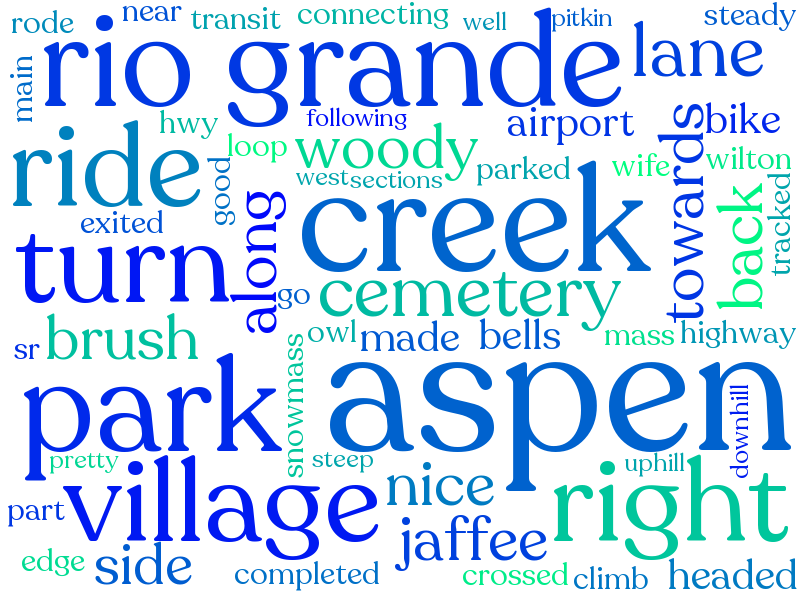 rode
near
transit
connecting
well
pitkin
steady
main
rio grande
lane
hwy
following
airport
towards
bike
ride
loop
woody
good
west
sections
parked
wife
wilton
tracked
exited
along
creek
back
turn
go
cemetery
sr
brush
snowmass
owl
made
bells
mass
highway
park
aspen
downhill
pretty
steep
uphill
part
village
nice
right
jaffee
edge
side
completed
crossed
climb
headed